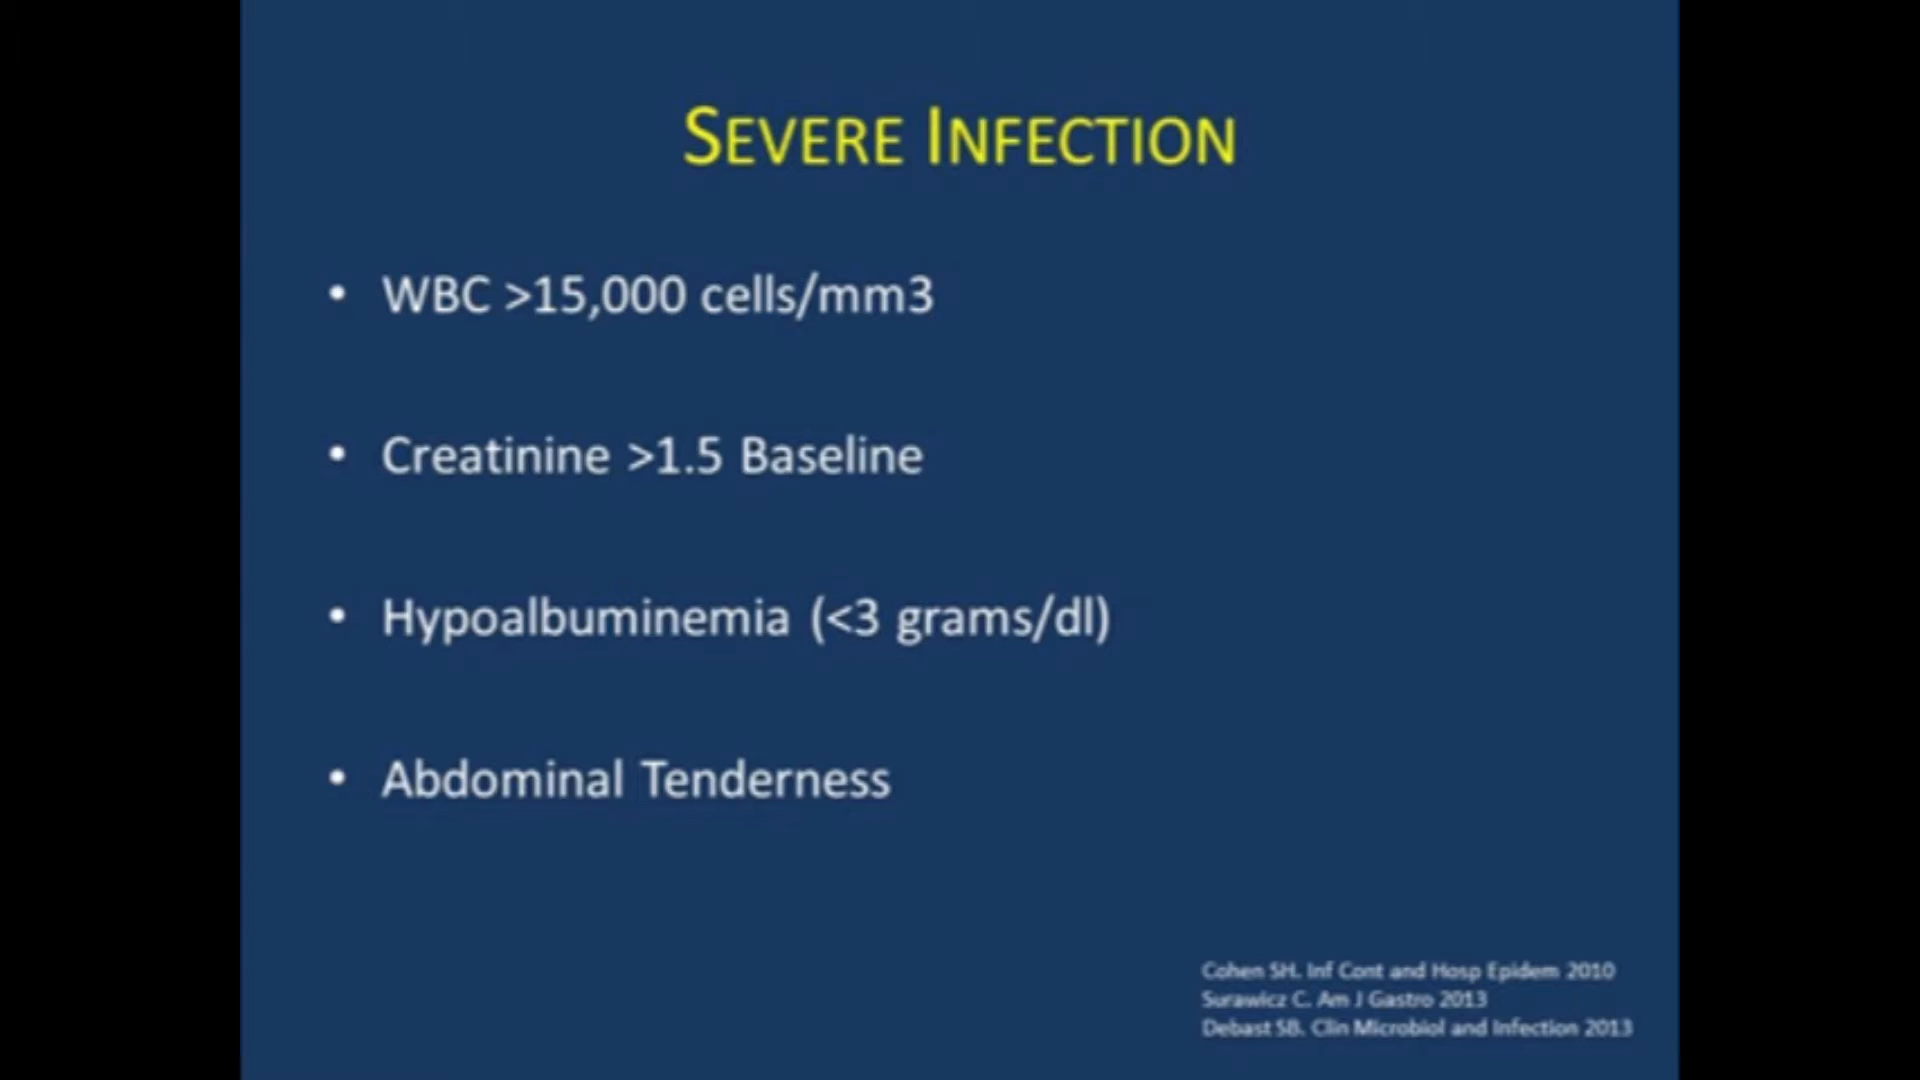 SEVERE INFECTION
• WBC >15,000 cells/mm3
• Creatinine >1.5 Baseline
• Hypoalbuminemia (<3 grams/dl)
• Abdominal Tenderness
Cohen SH. Inf Cont and Hosp Epidem 2010
Surawicz C. Am J Gastro 2013
Debast SB. Clin Microbiol and Infection 2013